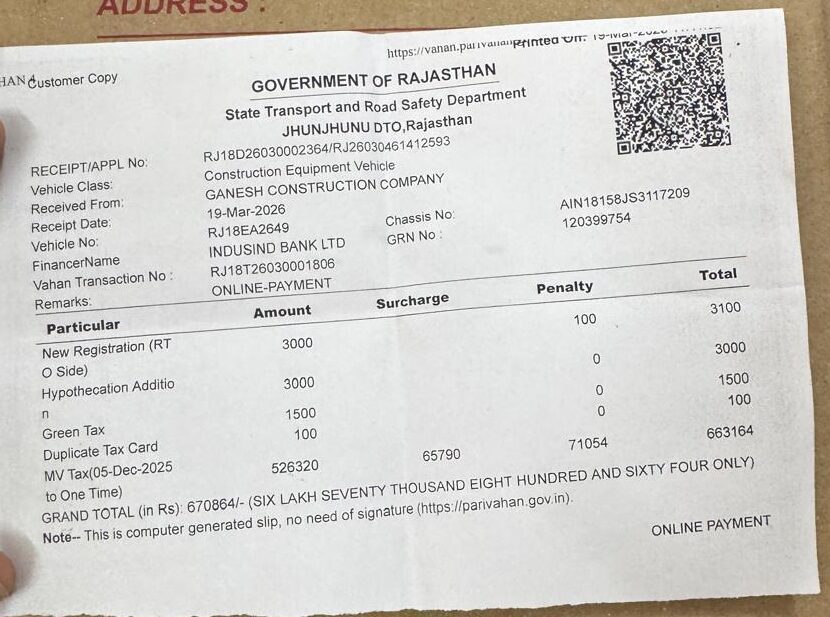 ADDRESS :
https://vahan.parivahan
Printed On: 19-Mar-2026
HAN 4
Customer Copy
GOVERNMENT OF RAJASTHAN
State Transport and Road Safety Department
JHUNJHUNU DTO,Rajasthan
RECEIPT/APPL No: RJ18D26030002364/RJ26030461412593
Vehicle Class: Construction Equipment Vehicle
Received From: GANESH CONSTRUCTION COMPANY
Receipt Date: 19-Mar-2026
Vehicle No: RJ18EA2649 Chassis No: AIN18158JS3117209
FinancerName INDUSIND BANK LTD GRN No : 120399754
Vahan Transaction No : RJ18T26030001806
Remarks: ONLINE-PAYMENT
Particular Amount Surcharge Penalty Total
New Registration (RT 3000 100 3100
O Side)
Hypothecation Additio 3000 0 3000
n
Green Tax 1500 0 1500
Duplicate Tax Card 100 0 100
MV Tax(05-Dec-2025 526320 65790 71054 663164
to One Time)
GRAND TOTAL (in Rs): 670864/- (SIX LAKH SEVENTY THOUSAND EIGHT HUNDRED AND SIXTY FOUR ONLY)
Note-- This is computer generated slip, no need of signature (https://parivahan.gov.in).
ONLINE PAYMENT